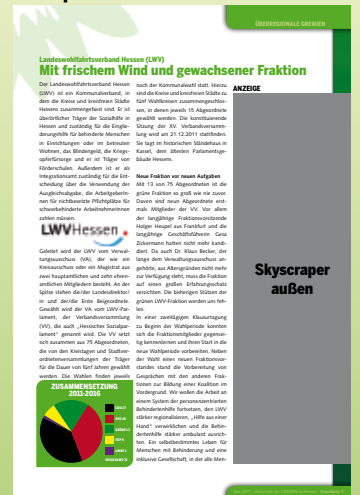 ÜBERREGIONALE GREMIEN
Landeswohlfahrtsverband Hessen (LWV)
Mit frischem Wind und gewachsener Fraktion
Der Landeswohlfahrtsverband Hessen
(LWV) ist ein Kommunalverband, in
dem die Kreise und kreisfreien Städte
Hessens zusammengefasst sind. Er ist
überörtlicher Träger der Sozialhilfe in
Hessen und zuständig für die Einglie-
derungshilfe für behinderte Menschen
in Einrichtungen oder im betreuten
Wohnen, das Blindengeld, die Kriegs-
opferfürsorge und er ist Träger von
Förderschulen. Außerdem ist er als
Integrationsamt zuständig für die Ent-
scheidung über die Verwendung der
Ausgleichsabgabe, die ArbeitgeberIn-
nen für nichtbesetzte Pflichtplätze für
schwerbehinderte ArbeitnehmerInnen
zahlen müssen.
LWVHessen
Geleitet wird der LWV vom Verwal-
tungsausschuss (VA), der wie ein
Kreisausschuss oder ein Magistrat aus
zwei hauptamtlichen und zehn ehren-
amtlichen Mitgliedern besteht. An der
Spitze stehen die/der Landesdirektor/
in und der/die Erste Beigeordnete.
Gewählt wird der VA vom LWV-Par-
lament, der Verbandsversammlung
(VV), die auch „Hessisches Sozialpar-
lament“ genannt wird. Die VV setzt
sich zusammen aus 75 Abgeordneten,
die von den Kreistagen und Stadtver-
ordnetenversammlungen der Träger
für die Dauer von fünf Jahren gewählt
werden. Die Wahlen finden jeweils
ZUSAMMENSETZUNG
2011-2016
nach der Kommunalwahl statt. Hierzu
sind die Kreise und kreisfreien Städte zu
fünf Wahlkreisen zusammengeschlos-
sen, in denen jeweils 15 Abgeordnete
gewählt werden. Die konstituierende
Sitzung der XV. Verbandsversamm-
lung wird am 21.12.2011 stattfinden.
Sie tagt im historischen Ständehaus in
Kassel, dem ältesten Parlamentsge-
bäude Hessens.
Neue Fraktion vor neuen Aufgaben
Mit 13 von 75 Abgeordneten ist die
grüne Fraktion so groß wie nie zuvor.
Davon sind neun Abgeordnete erst-
mals Mitglieder der VV. Vor allem
der langjährige Fraktionsvorsitzende
Holger Heupel aus Frankfurt und die
langjährige Geschäftsführerin Gesa
Zickermann hatten nicht mehr kandi-
diert. Da auch Dr. Klaus Becker, der
lange dem Verwaltungsausschuss an-
gehörte, aus Altersgründen nicht mehr
zur Verfügung steht, muss die Fraktion
auf einen großen Erfahrungsschatz
verzichten. Die bisherigen Stützen der
grünen LWV-Fraktion werden uns feh-
len.
In einer zweitägigen Klausurtagung
zu Beginn der Wahlperiode konnten
sich die Fraktionsmitglieder gegensei-
tig kennenlernen und ihren Start in die
neue Wahlperiode vorbereiten. Neben
der Wahl eines neuen Fraktionsvor-
standes stand die Vorbereitung von
Gesprächen mit den anderen Frak-
tionen zur Bildung einer Koalition im
Vordergrund. Wir wollen die Arbeit an
einem System der personenzentrierten
Behindertenhilfe fortsetzen, den LWV
stärker regionalisieren, „Hilfe aus einer
Hand“ verwirklichen und die Behin-
dertenhilfe stärker ambulant ausrich-
ten. Ein selbstbestimmtes Leben für
Menschen mit Behinderung und eine
inklusive Gesellschaft, in der alle Men-
ANZEIGE
Skyscraper
außen